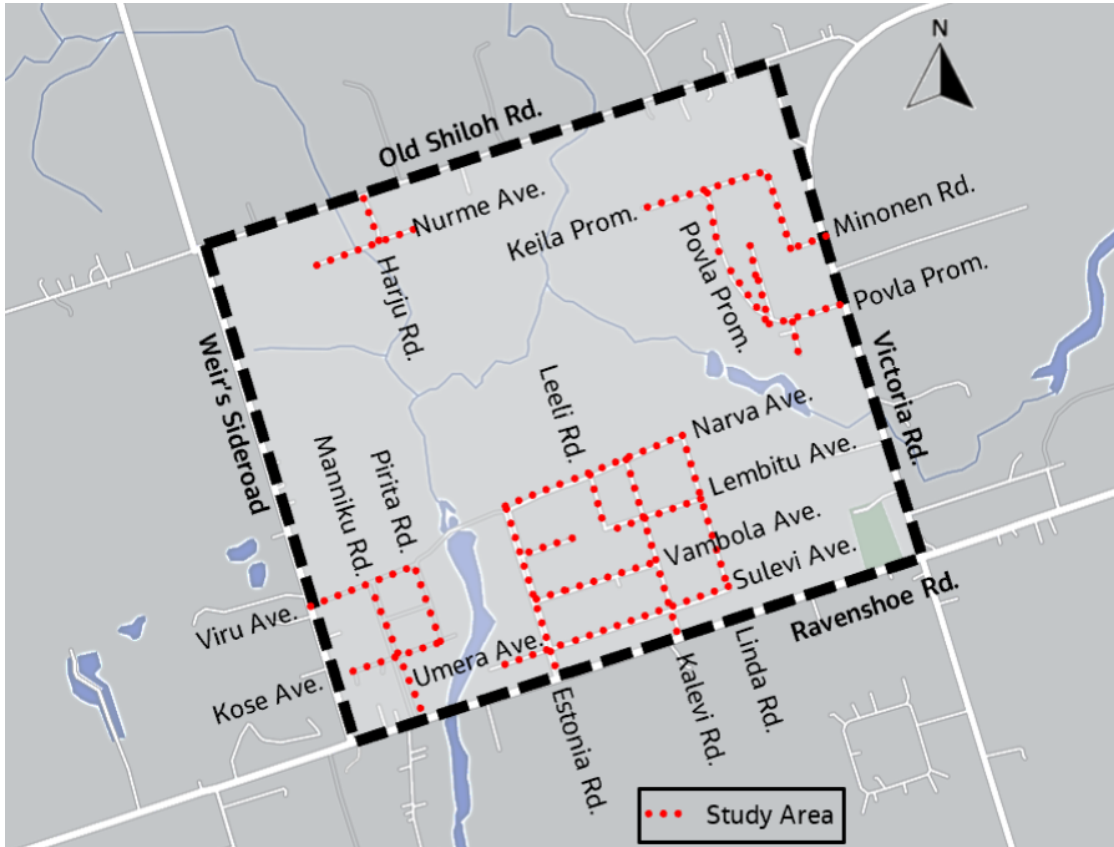 N
Old Shiloh Rd.
Nurme Ave.
Harju Rd.
Keila Prom.
Povla Prom.
Minonen Rd.
Povla Prom.
Victoria Rd.
Weir's Sideroad
Manniku Rd.
Pirita Rd.
Leeli Rd.
Narva Ave.
Lembitu Ave.
Vambola Ave.
Sulevi Ave.
Ravenshoe Rd.
Viru Ave.
Kose Ave.
Umera Ave.
Estonia Rd.
Kalevi Rd.
Linda Rd.
Study Area